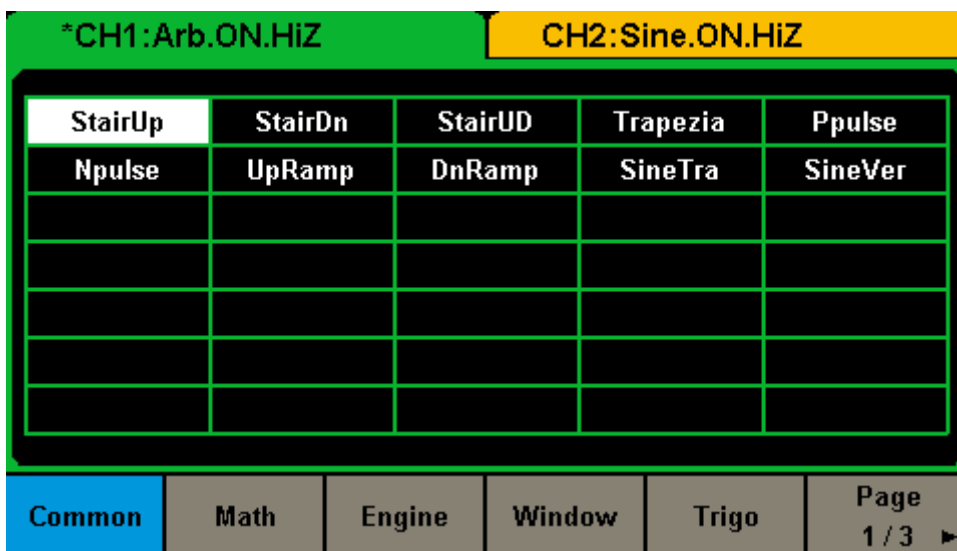 *CH1:Arb.ON.HiZ CH2:Sine.ON.HiZ
StairUp StairDn StairUD Trapezia Ppulse
Npulse UpRamp DnRamp SineTra SineVer
Common Math Engine Window Trigo Page
1/3 ►